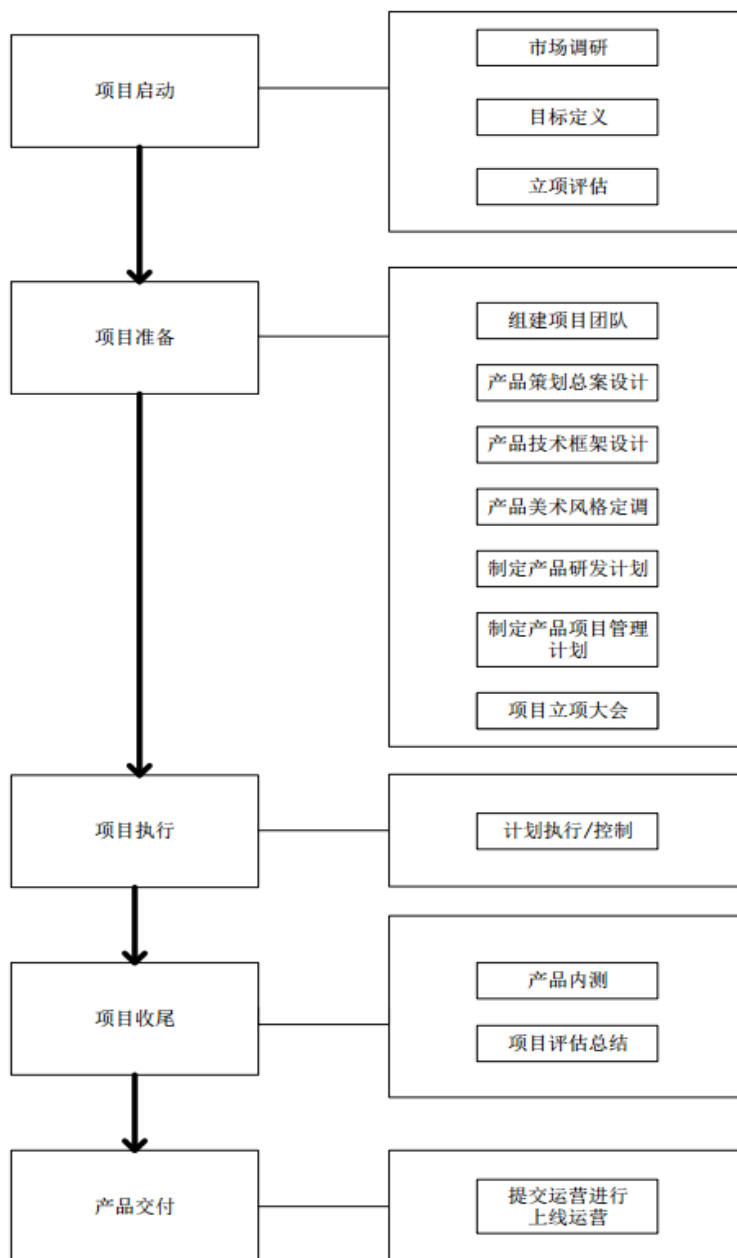 项目启动
市场调研
目标定义
立项评估
项目准备
组建项目团队
产品策划总案设计
产品技术框架设计
产品美术风格定调
制定产品研发计划
制定产品项目管理
计划
项目立项大会
项目执行
计划执行/控制
项目收尾
产品内测
项目评估总结
产品交付
提交运营进行
上线运营